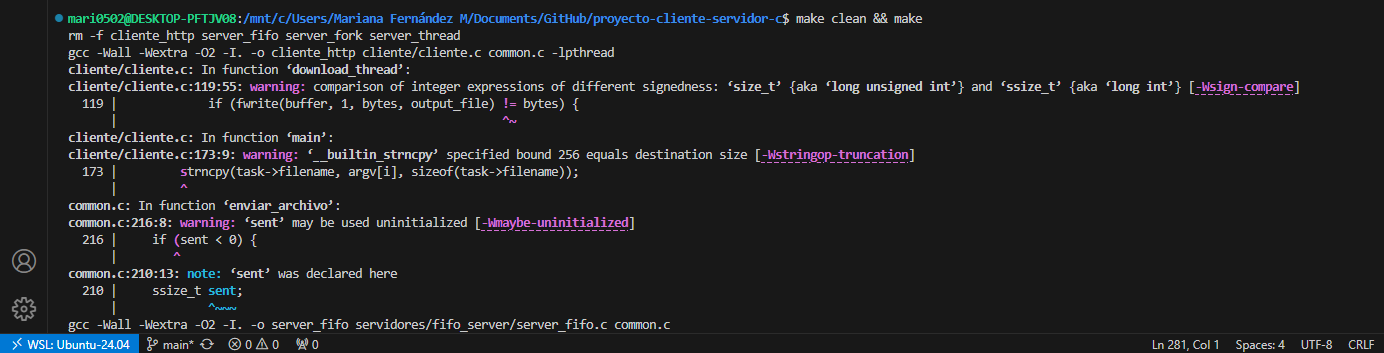 mari0502@DESKTOP-PFTJV08:/mnt/c/Users/Mariana Fernández M/Documents/GitHub/proyecto-cliente-servidor-c$ make clean && make
rm -f cliente_http server_fifo server_fork server_thread
gcc -Wall -Wextra -O2 -I. -o cliente_http cliente/cliente.c common.c -lpthread
cliente/cliente.c: In function ‘download_thread’:
cliente/cliente.c:119:55: warning: comparison of integer expressions of different signedness: ‘size_t’ {aka ‘long unsigned int’} and ‘ssize_t’ {aka ‘long int’} [-Wsign-compare]
  119 |             if (fwrite(buffer, 1, bytes, output_file) != bytes) {
      |                                                       ^~
cliente/cliente.c: In function ‘main’:
cliente/cliente.c:173:9: warning: ‘__builtin_strncpy’ specified bound 256 equals destination size [-Wstringop-truncation]
  173 |         strncpy(task->filename, argv[i], sizeof(task->filename));
      |         ^
common.c: In function ‘enviar_archivo’:
common.c:216:8: warning: ‘sent’ may be used uninitialized [-Wmaybe-uninitialized]
  216 |     if (sent < 0) {
      |        ^
common.c:210:13: note: ‘sent’ was declared here
  210 |     ssize_t sent;
      |             ^~~~
gcc -Wall -Wextra -O2 -I. -o server_fifo servidores/fifo_server/server_fifo.c common.c
WSL: Ubuntu-24.04 main* 0 0 0 Ln 281, Col 1 Spaces: 4 UTF-8 CRLF